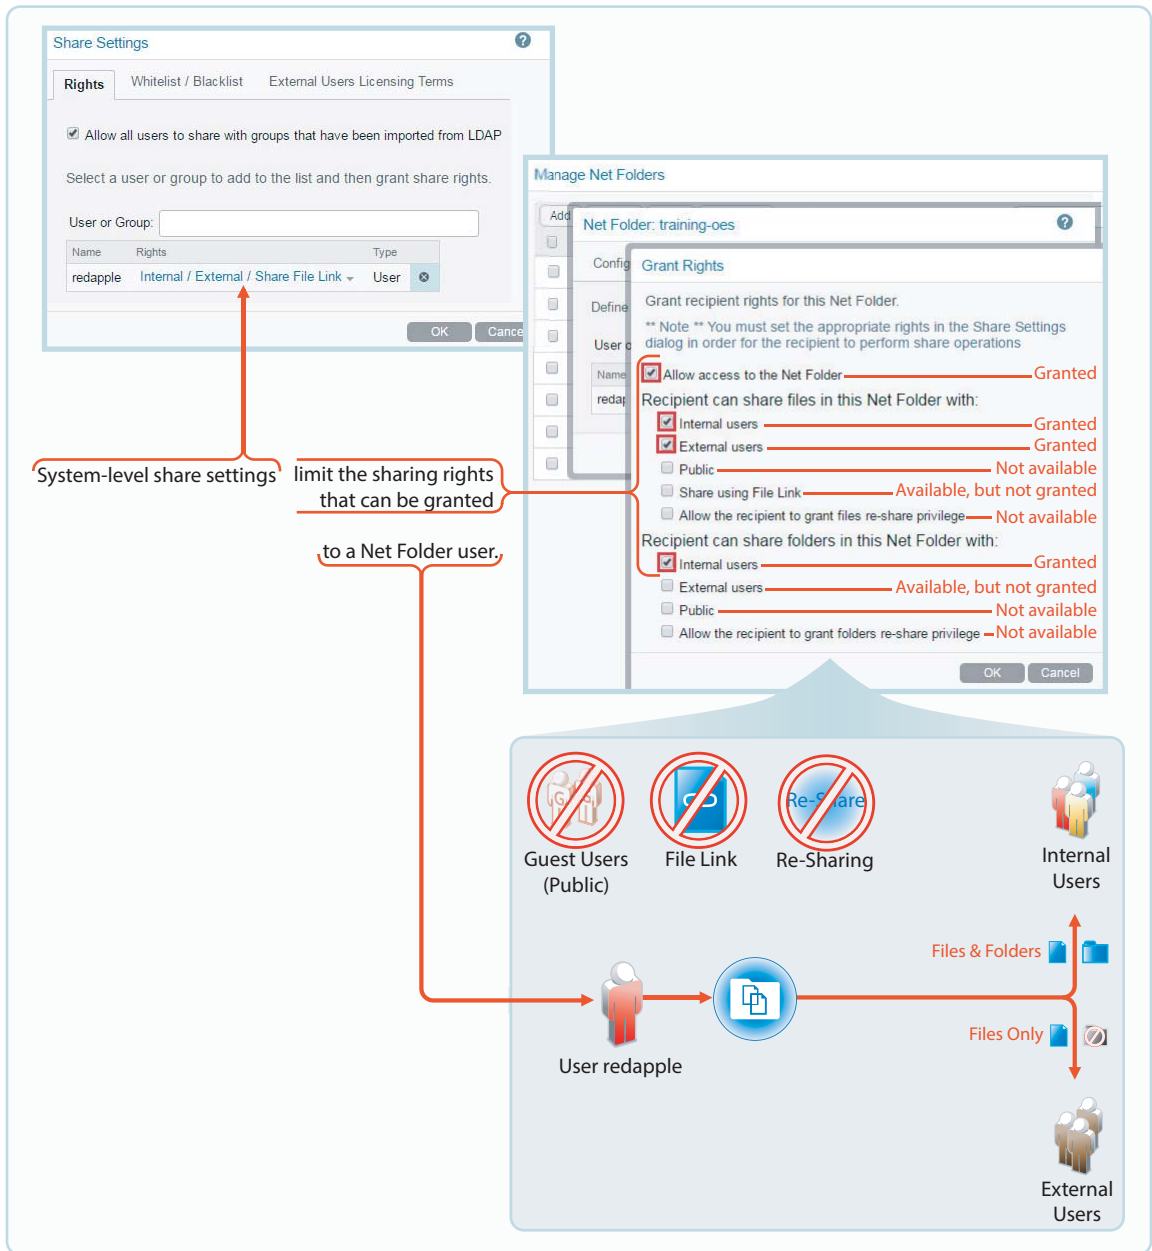 Share Settings
Rights
Whitelist / Blacklist
External Users Licensing Terms
Allow all users to share with groups that have been imported from LDAP
Select a user or group to add to the list and then grant share rights.
User or Group:
Name Rights Type
redapple Internal / External / Share File Link User
OK
Cance
Manage Net Folders
Add
Net Folder: training-oes
Config
Define
User o
Name
redap
Grant Rights
Grant recipient rights for this Net Folder.
** Note ** You must set the appropriate rights in the Share Settings
dialog in order for the recipient to perform share operations
Allow access to the Net Folder Granted
Recipient can share files in this Net Folder with:
Internal users Granted
External users Granted
Public Not available
Share using File Link Available, but not granted
Allow the recipient to grant files re-share privilege Not available
Recipient can share folders in this Net Folder with:
Internal users Granted
External users Available, but not granted
Public Not available
Allow the recipient to grant folders re-share privilege Not available
OK Cancel
System-level share settings
limit the sharing rights
that can be granted
to a Net Folder user.
G
Re-Share
Guest Users
(Public)
File Link
Re-Sharing
Internal
Users
Files & Folders
Files Only
User redapple
External
Users